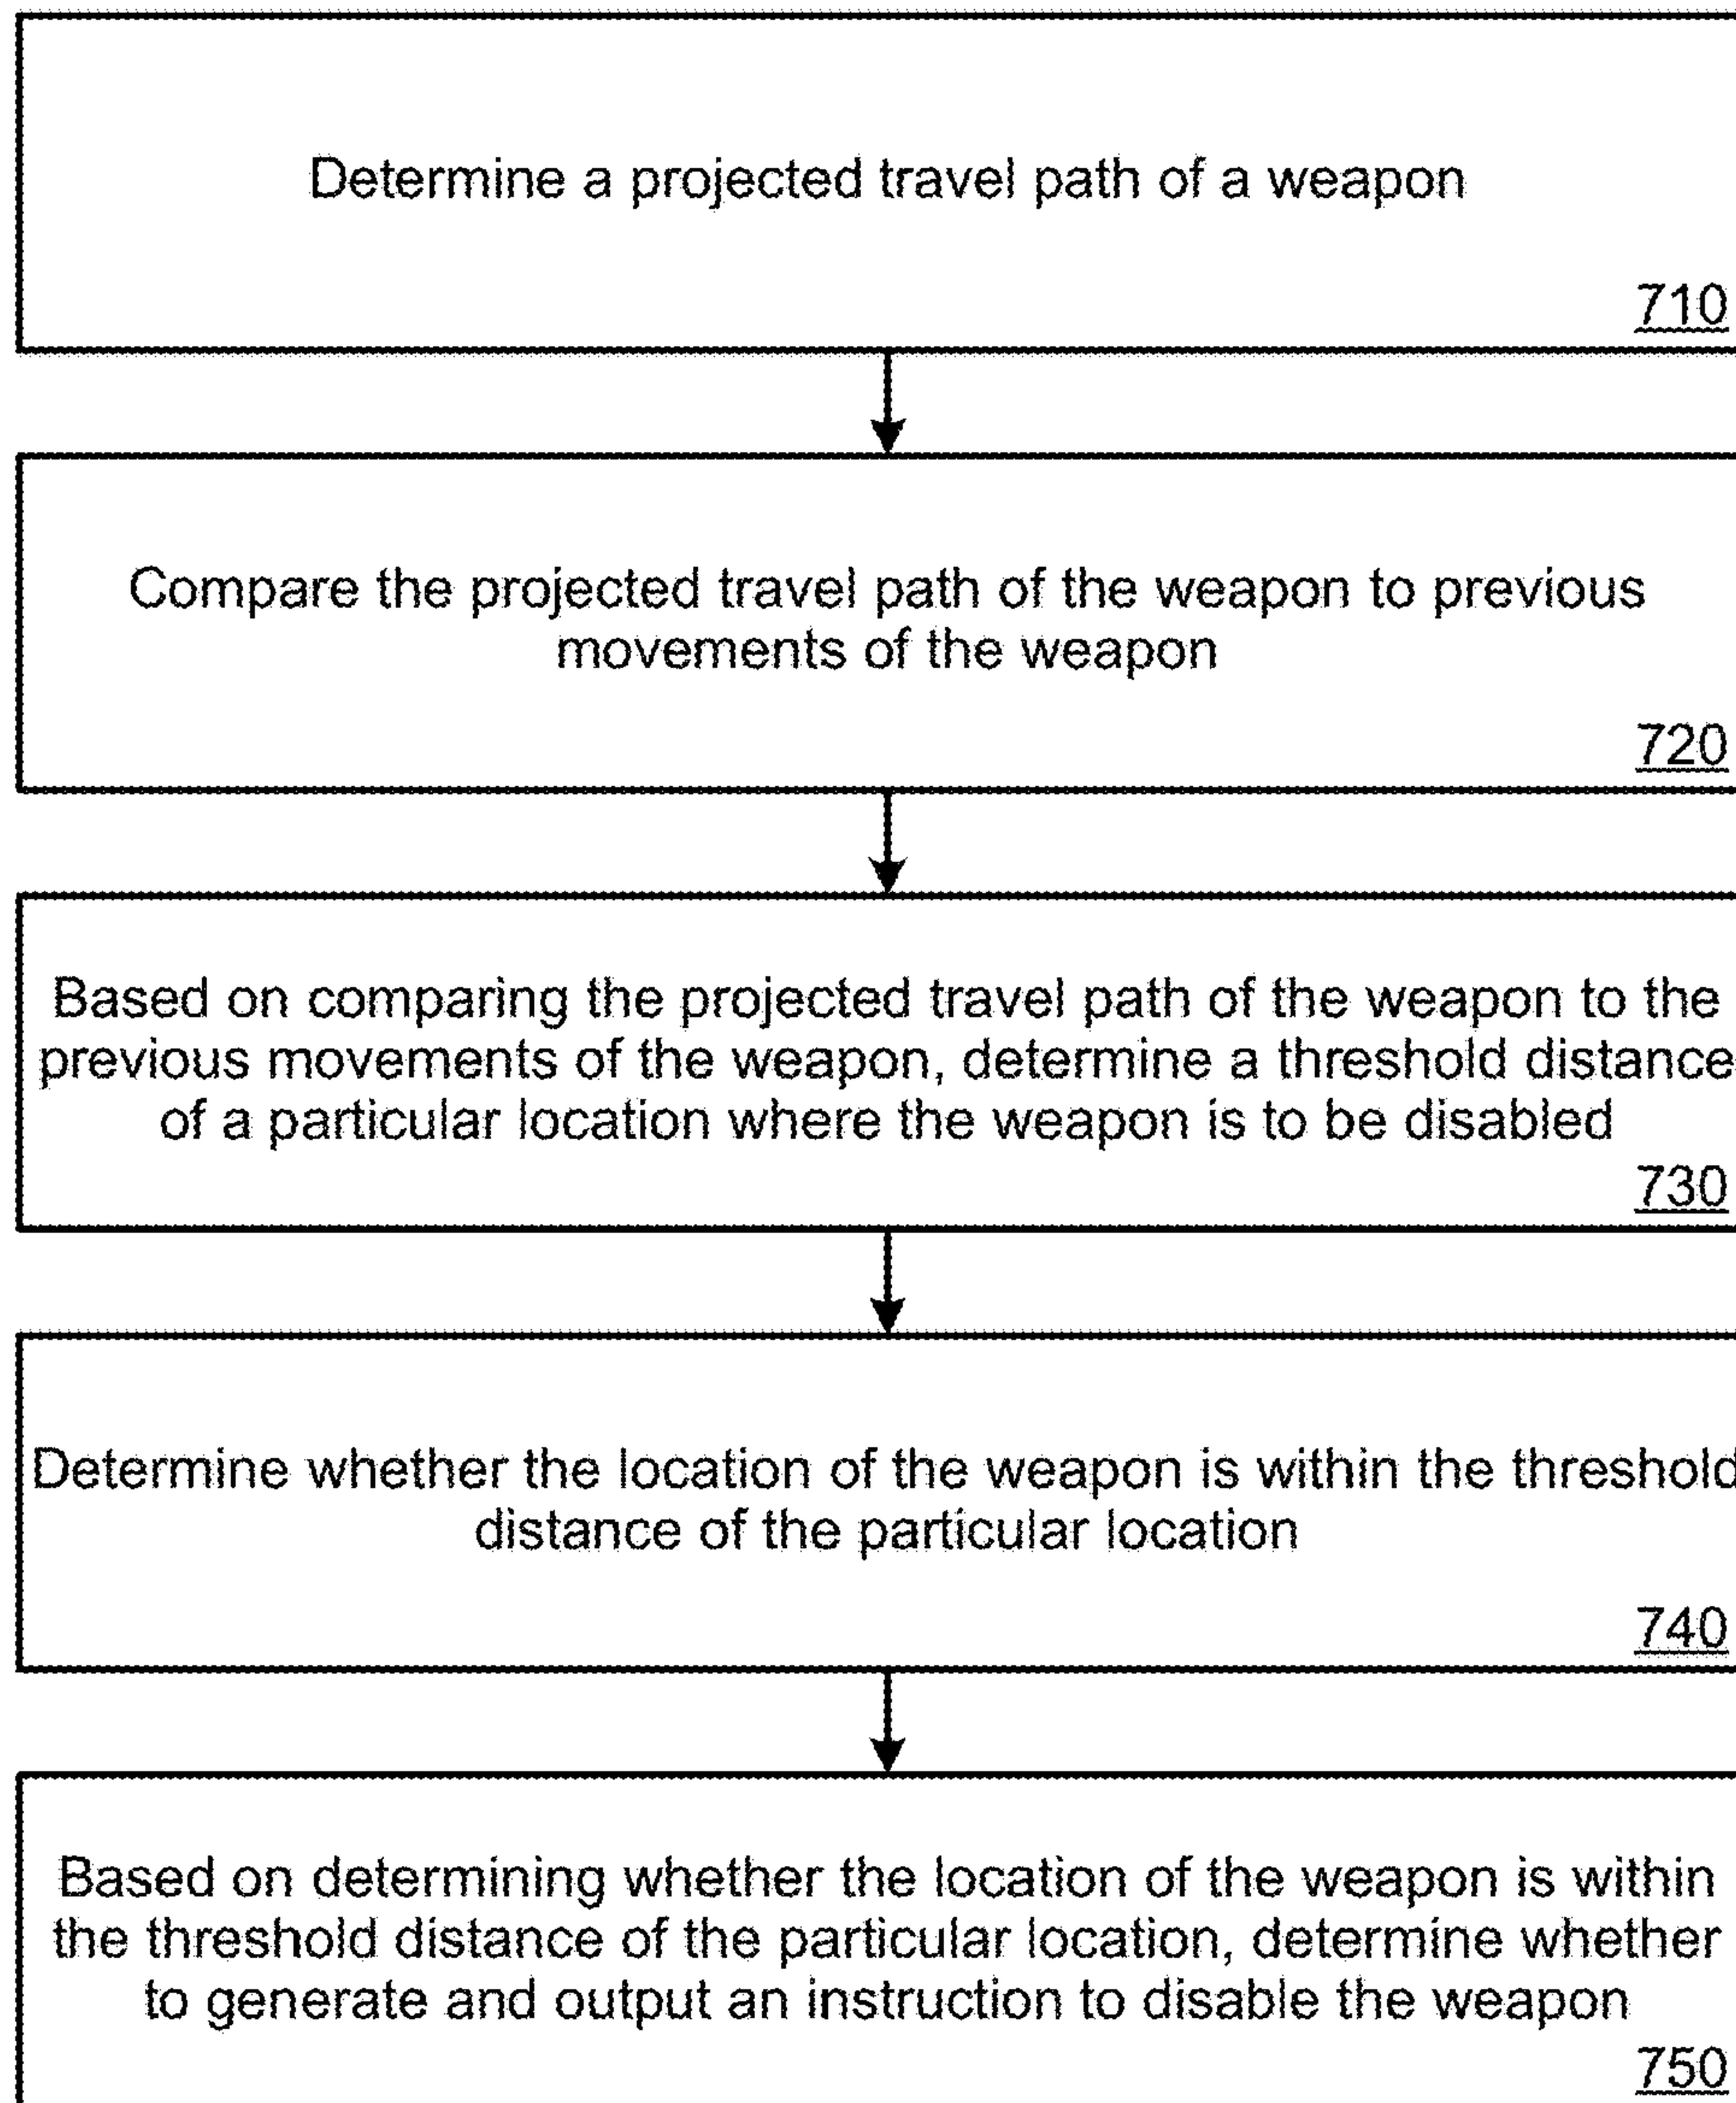 Determine a projected travel path of a weapon
710
Compare the projected travel path of the weapon to previous
movements of the weapon
720
Based on comparing the projected travel path of the weapon to the
previous movements of the weapon, determine a threshold distance
of a particular location where the weapon is to be disabled
730
Determine whether the location of the weapon is within the threshold
distance of the particular location
740
Based on determining whether the location of the weapon is within
the threshold distance of the particular location, determine whether
to generate and output an instruction to disable the weapon
750